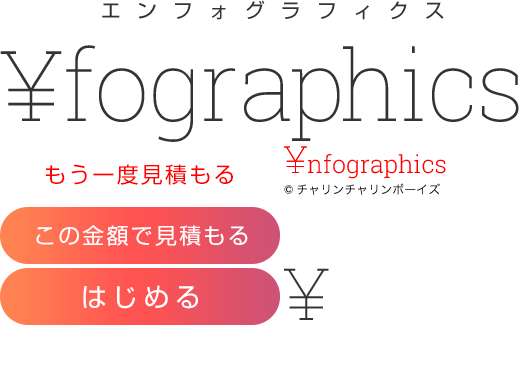 エンフォグラフィクス
¥fographics
もう一度見積もる
¥nfographics
© チャリンチャリンボーイズ
この金額で見積もる
はじめる
¥